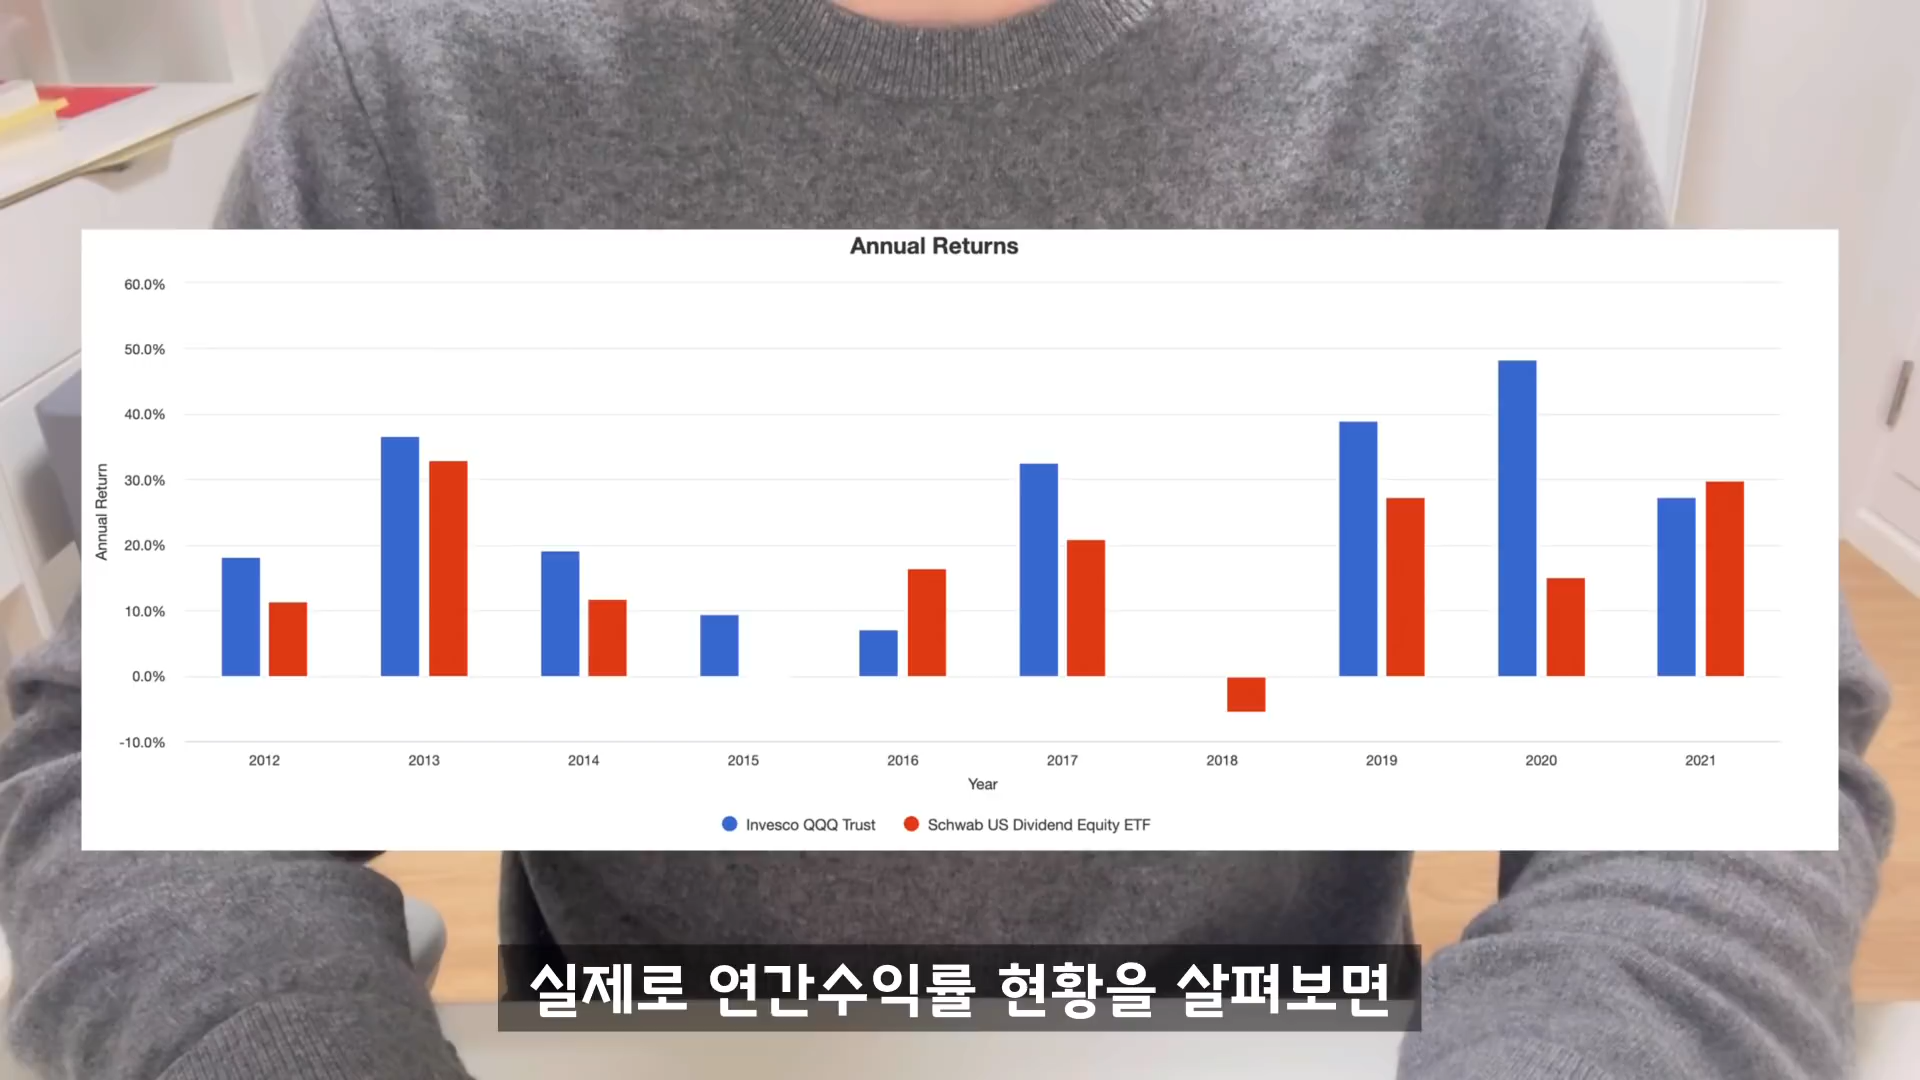 Annual Returns
60.0%
50.0%
40.0%
30.0%
20.0%
10.0%
0.0%
-10.0%
Annual Return
2012 2013 2014 2015 2016 2017 2018 2019 2020 2021
Year
Invesco QQQ Trust Schwab US Dividend Equity ETF
실제로 연간수익률 현황을 살펴보면